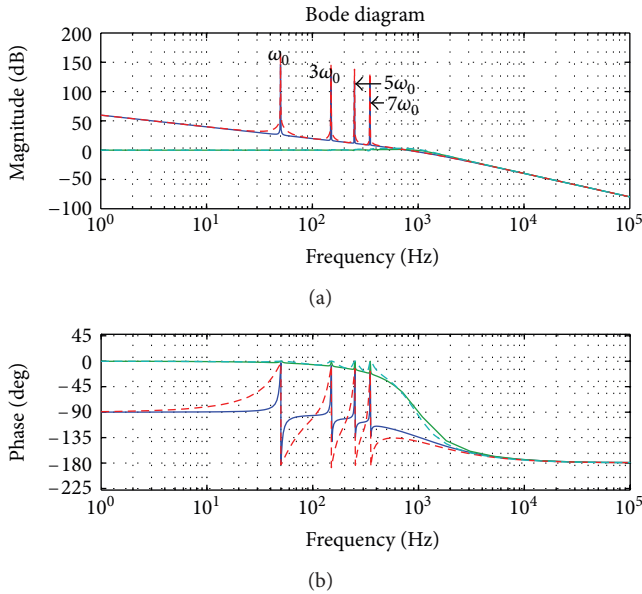 Bode diagram
200
150
100
50
0
−50
−100
Magnitude (dB)
ω0
3ω0
5ω0
7ω0
10^0
10^1
10^2
10^3
10^4
10^5
Frequency (Hz)
(a)
45
0
−45
−90
−135
−180
−225
Phase (deg)
10^0
10^1
10^2
10^3
10^4
10^5
Frequency (Hz)
(b)